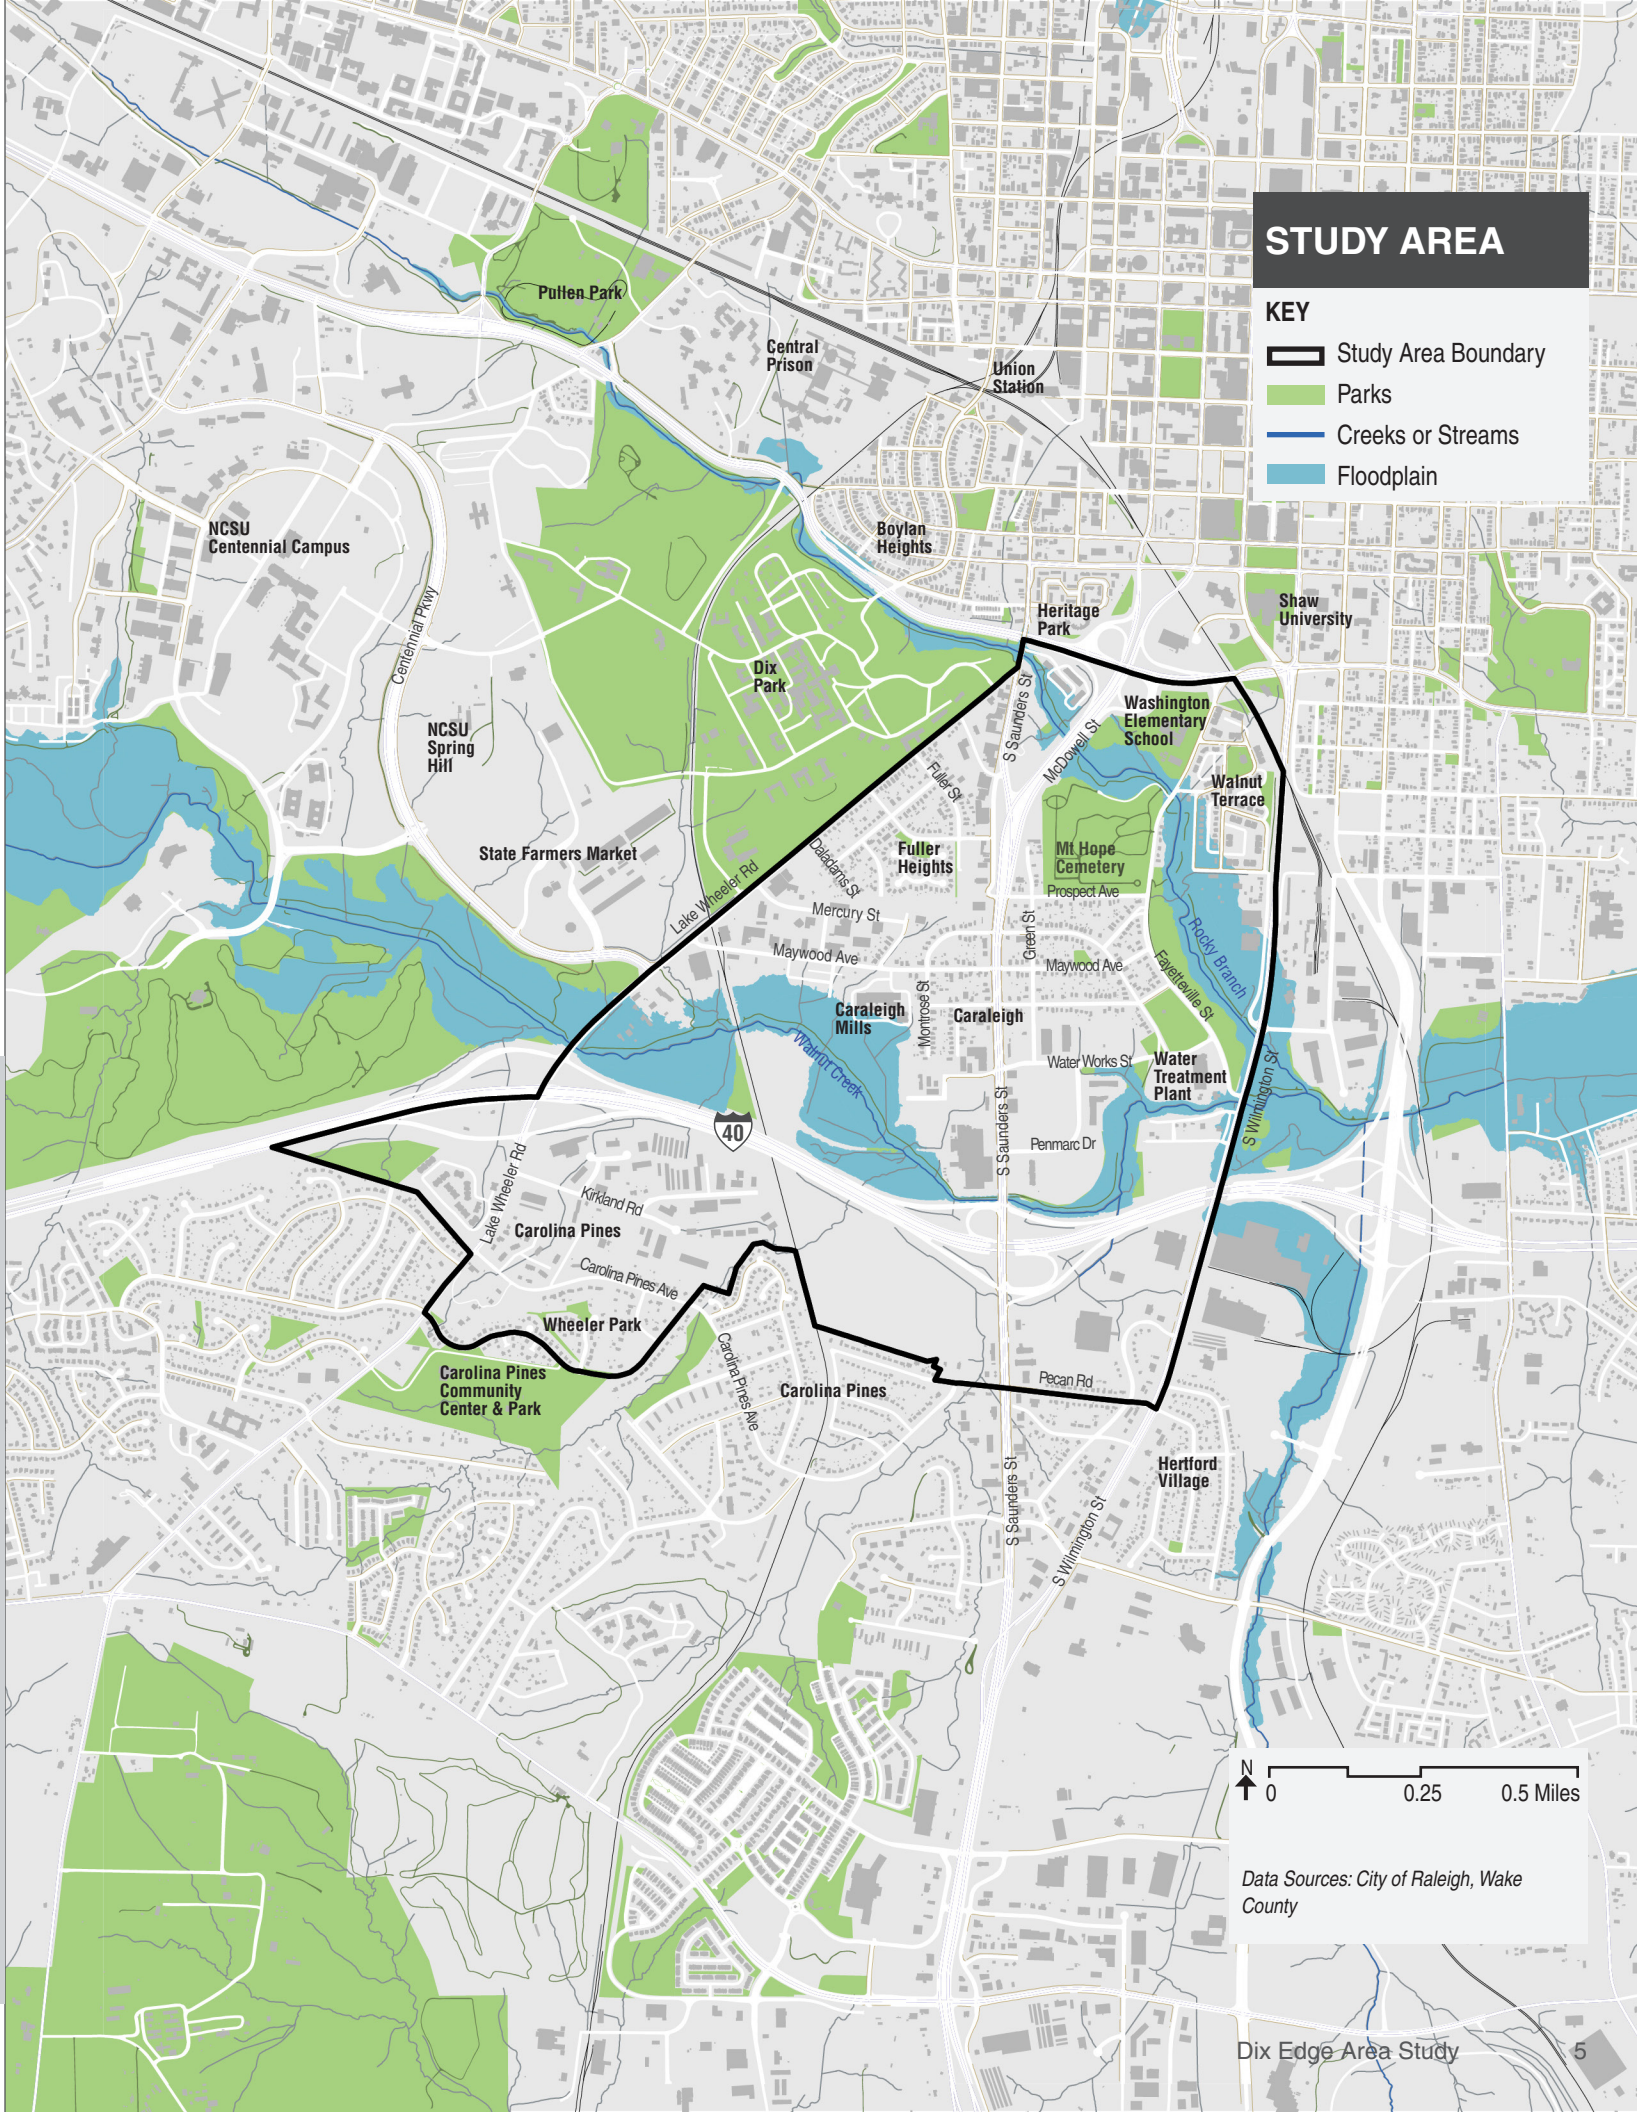 STUDY AREA
KEY
Study Area Boundary
Parks
Creeks or Streams
Floodplain
Pullen Park
Central
Prison
Union
Station
NCSU
Centennial Campus
Boylan
Heights
Centennial Pkwy
Heritage
Park
Shaw
University
Dix
Park
S Saunders St
Washington
Elementary
School
McDowell St
NCSU
Spring
Hill
Fuller St
Walnut
Terrace
State Farmers Market
Daladams St
Fuller
Heights
Mt Hope
Cemetery
Lake Wheeler Rd
Prospect Ave
Mercury St
Green St
Rocky Branch
Maywood Ave
Maywood Ave
Fayetteville St
Caraleigh
Mills
Montrose St
Caraleigh
Walnut Creek
Water Works St
Water
Treatment
Plant
S Wilmington St
40
S Saunders St
Penmarc Dr
Lake Wheeler Rd
Kirkland Rd
Carolina Pines
Carolina Pines Ave
Wheeler Park
Carolina Pines
Community
Center & Park
Carolina Pines Ave
Carolina Pines
Pecan Rd
Hertford
Village
S Saunders St
S Wilmington St
N
0
0.25
0.5 Miles
Data Sources: City of Raleigh, Wake
County
Dix Edge Area Study
5